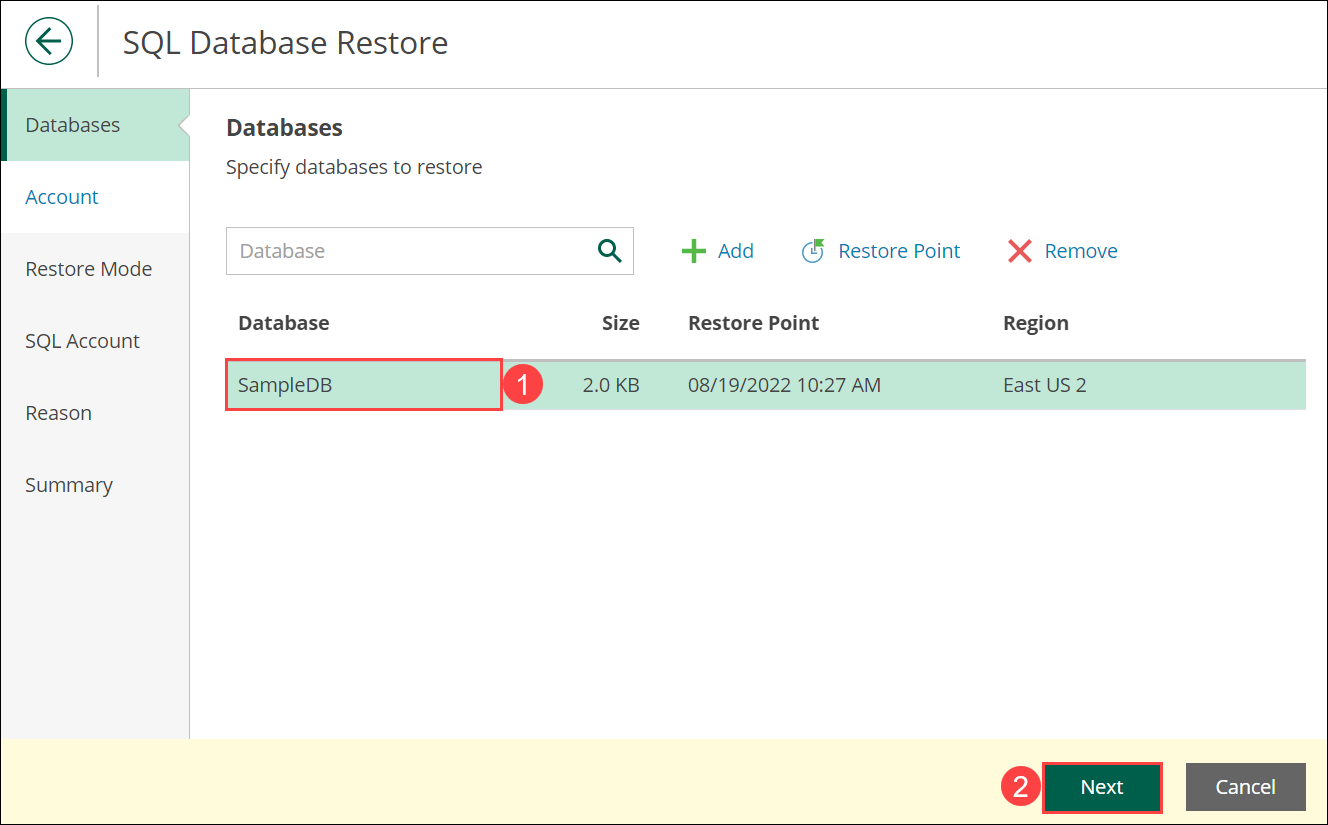 SQL Database Restore
Databases
Account
Restore Mode
SQL Account
Reason
Summary
Databases
Specify databases to restore
Database
Add
Restore Point
Remove
Database Size Restore Point Region
SampleDB 1 2.0 KB 08/19/2022 10:27 AM East US 2
2 Next Cancel